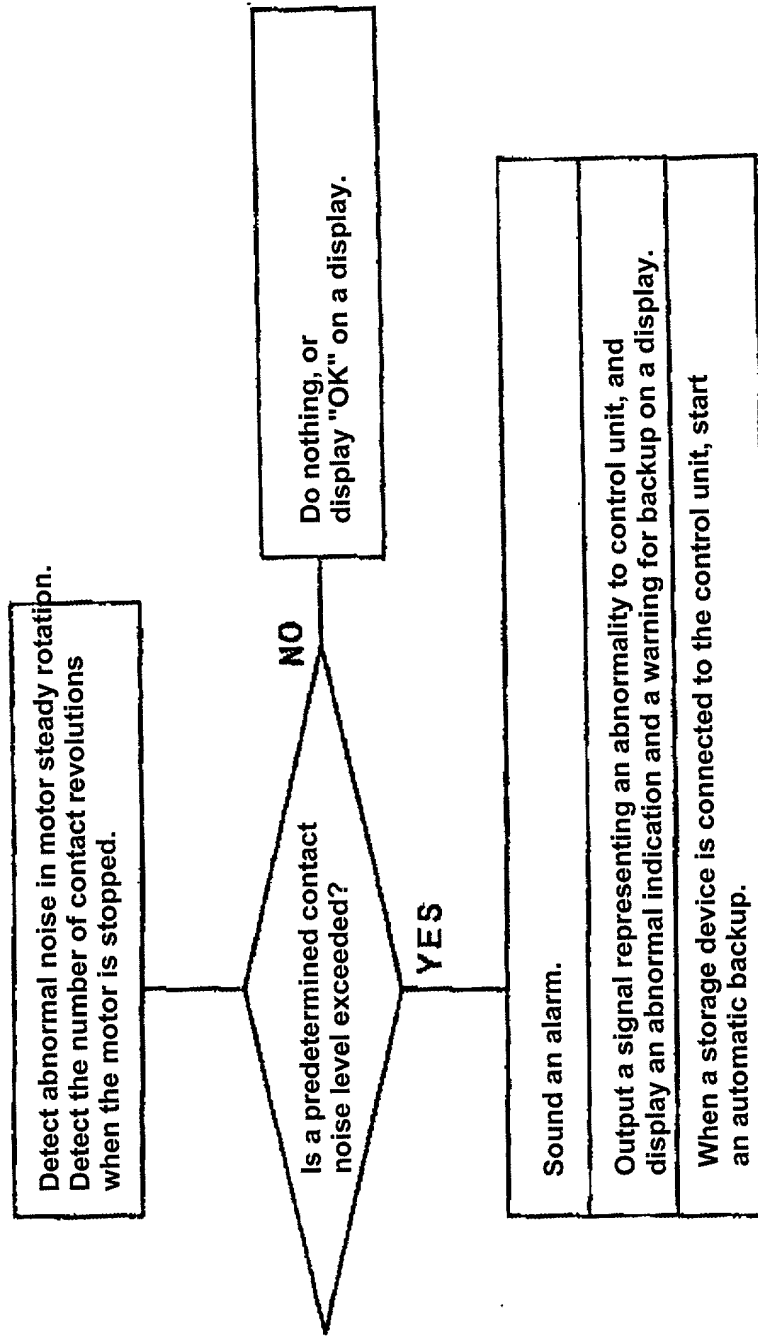 Detect abnormal noise in motor steady rotation.
Detect the number of contact revolutions
when the motor is stopped.
Is a predetermined contact
noise level exceeded?
NO
Do nothing, or
display "OK" on a display.
YES
Sound an alarm.
Output a signal representing an abnormality to control unit, and
display an abnormal indication and a warning for backup on a display.
When a storage device is connected to the control unit, start
an automatic backup.